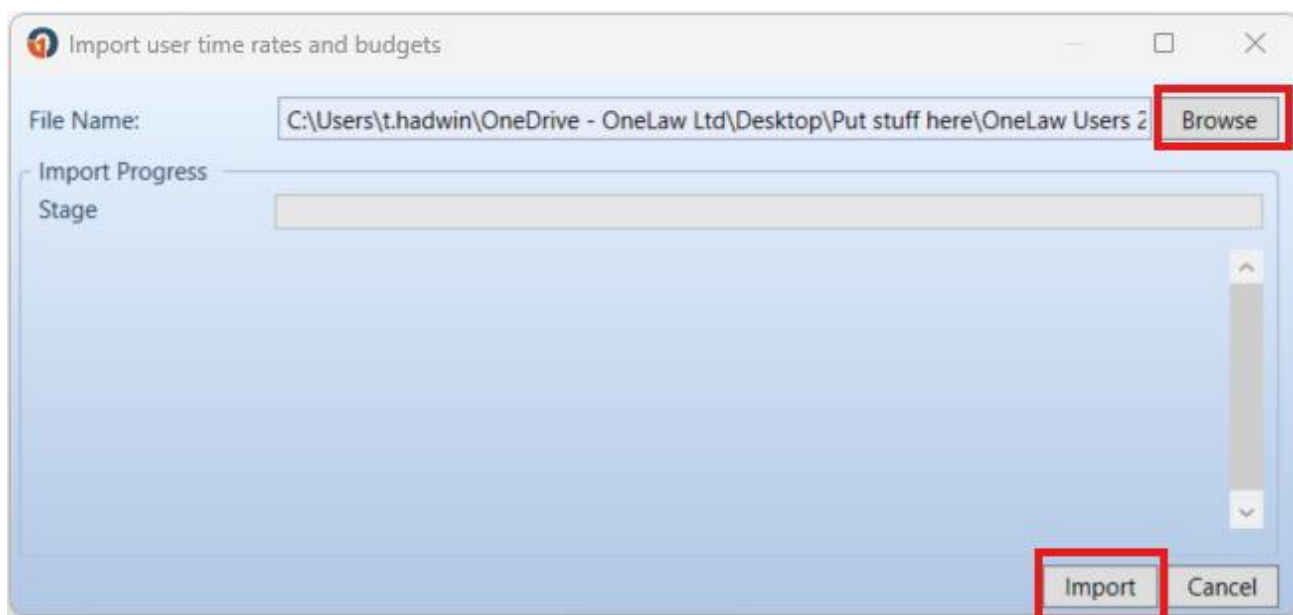 Import user time rates and budgets
File Name: C:\Users\t.hadwin\OneDrive - OneLaw Ltd\Desktop\Put stuff here\OneLaw Users 2 Browse
Import Progress
Stage
Import Cancel